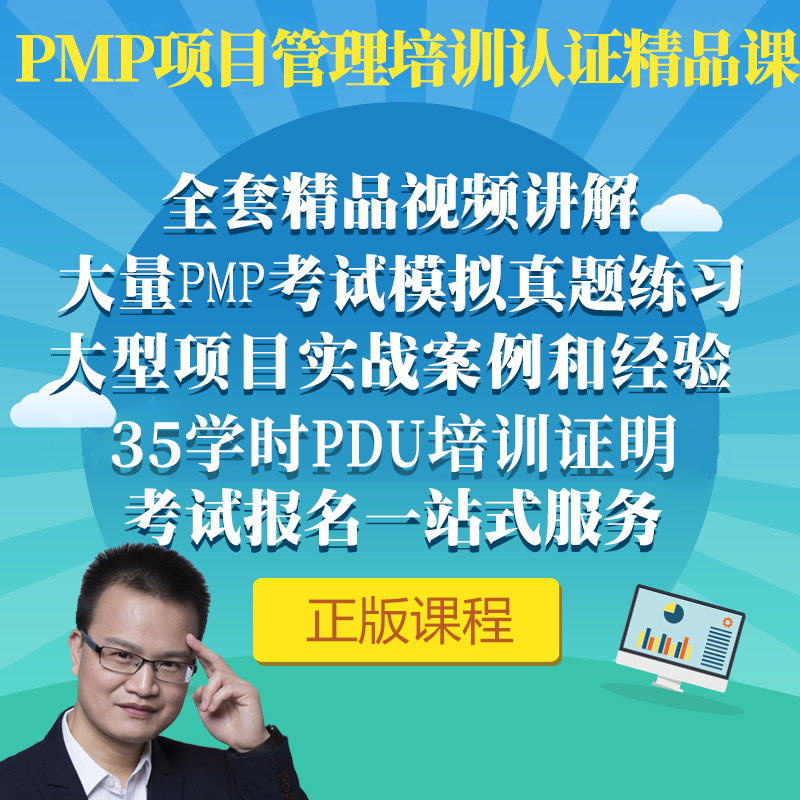 PMP项目管理培训认证精品课
全套精品视频讲解
大量PMP考试模拟真题练习
大型项目实战案例和经验
35学时PDU培训证明
考试报名一站式服务
正版课程